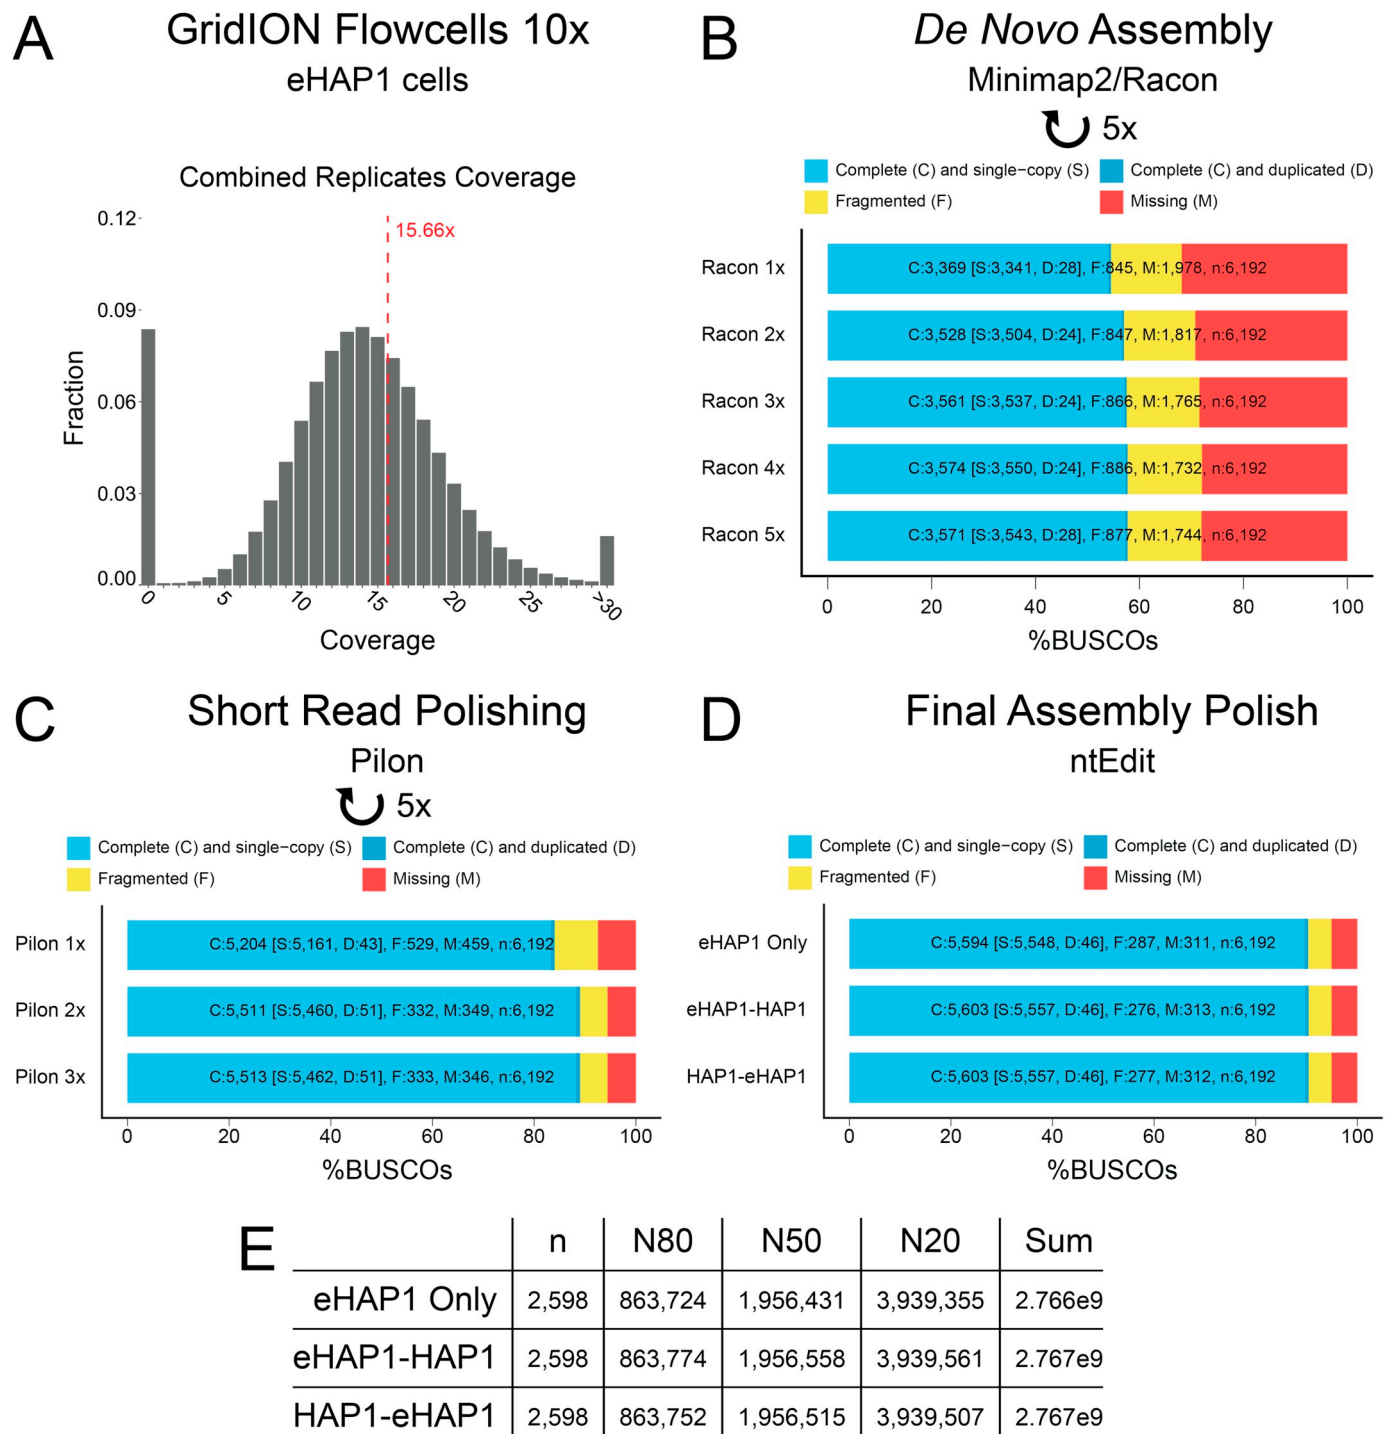 A
GridION Flowcells 10x
eHAP1 cells
Combined Replicates Coverage
15.66x
0.12
0.09
0.06
0.03
0.00
Fraction
0 5 10 15 20 25 >30
Coverage
B
De Novo Assembly
Minimap2/Racon
5x
Complete (C) and single−copy (S) Complete (C) and duplicated (D)
Fragmented (F) Missing (M)
Racon 1x C:3,369 [S:3,341, D:28], F:845, M:1,978, n:6,192
Racon 2x C:3,528 [S:3,504, D:24], F:847, M:1,817, n:6,192
Racon 3x C:3,561 [S:3,537, D:24], F:866, M:1,765, n:6,192
Racon 4x C:3,574 [S:3,550, D:24], F:886, M:1,732, n:6,192
Racon 5x C:3,571 [S:3,543, D:28], F:877, M:1,744, n:6,192
0 20 40 60 80 100
%BUSCOs
C
Short Read Polishing
Pilon
5x
Complete (C) and single−copy (S) Complete (C) and duplicated (D)
Fragmented (F) Missing (M)
Pilon 1x C:5,204 [S:5,161, D:43], F:529, M:459, n:6,192
Pilon 2x C:5,511 [S:5,460, D:51], F:332, M:349, n:6,192
Pilon 3x C:5,513 [S:5,462, D:51], F:333, M:346, n:6,192
0 20 40 60 80 100
%BUSCOs
D
Final Assembly Polish
ntEdit
Complete (C) and single−copy (S) Complete (C) and duplicated (D)
Fragmented (F) Missing (M)
eHAP1 Only C:5,594 [S:5,548, D:46], F:287, M:311, n:6,192
eHAP1-HAP1 C:5,603 [S:5,557, D:46], F:276, M:313, n:6,192
HAP1-eHAP1 C:5,603 [S:5,557, D:46], F:277, M:312, n:6,192
0 20 40 60 80 100
%BUSCOs
E
n N80 N50 N20 Sum
eHAP1 Only 2,598 863,724 1,956,431 3,939,355 2.766e9
eHAP1-HAP1 2,598 863,774 1,956,558 3,939,561 2.767e9
HAP1-eHAP1 2,598 863,752 1,956,515 3,939,507 2.767e9